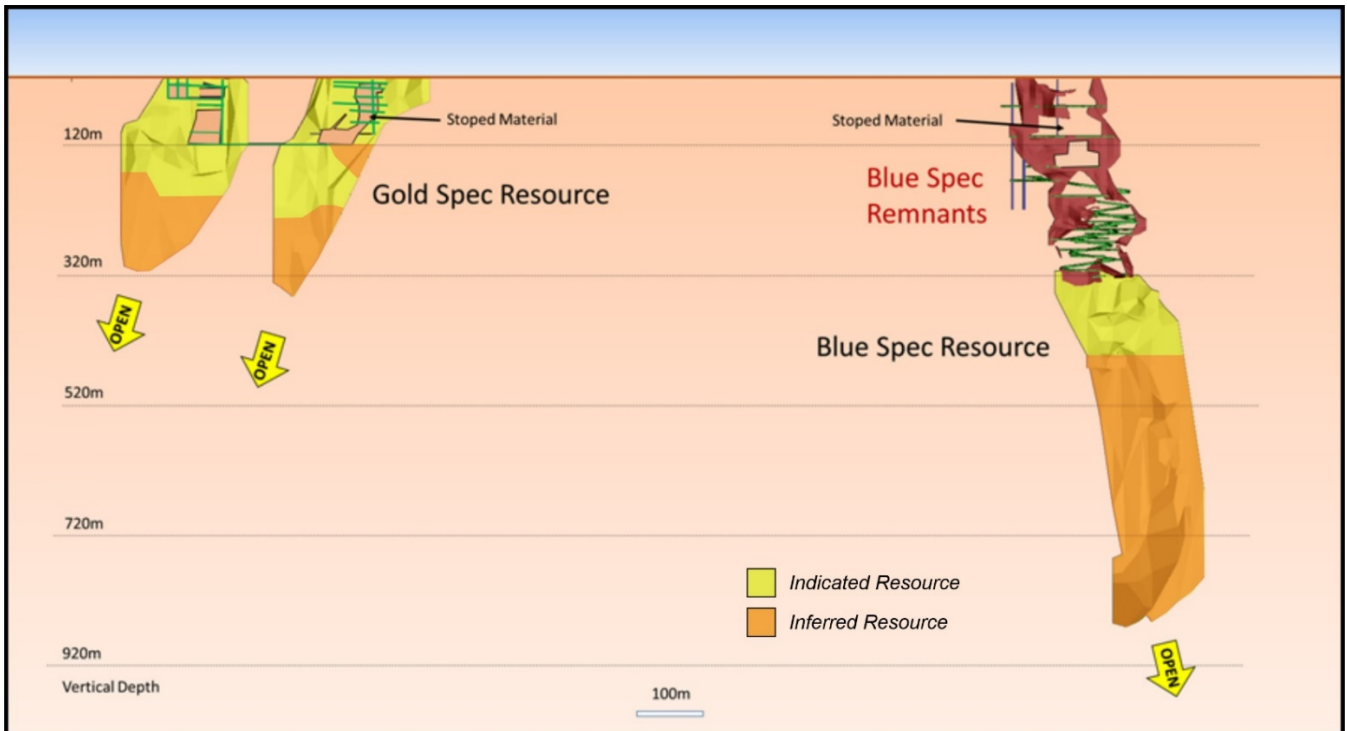 Stoped Material
Stoped Material
120m
Gold Spec Resource
Blue Spec
Remnants
320m
OPEN
OPEN
Blue Spec Resource
520m
720m
Indicated Resource
Inferred Resource
920m
OPEN
Vertical Depth
100m